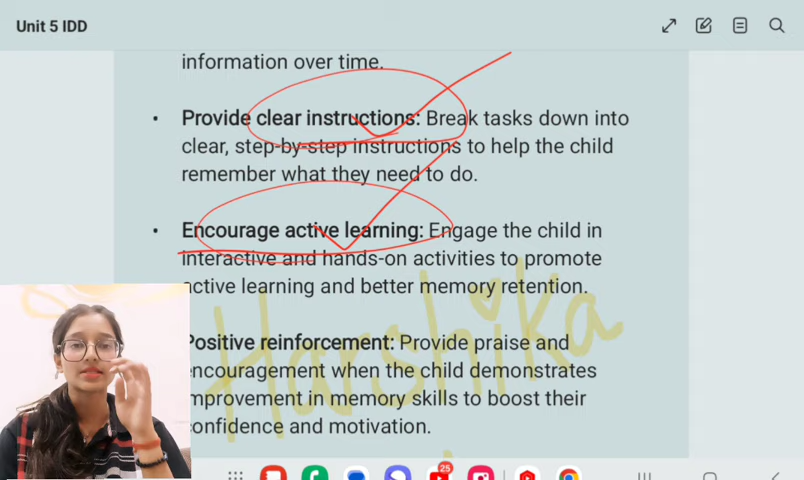 Unit 5 IDD
information over time.
• Provide clear instructions: Break tasks down into
clear, step-by-step instructions to help the child
remember what they need to do.
• Encourage active learning: Engage the child in
interactive and hands-on activities to promote
active learning and better memory retention.
Positive reinforcement: Provide praise and
encouragement when the child demonstrates
improvement in memory skills to boost their
confidence and motivation.
Harshika
25